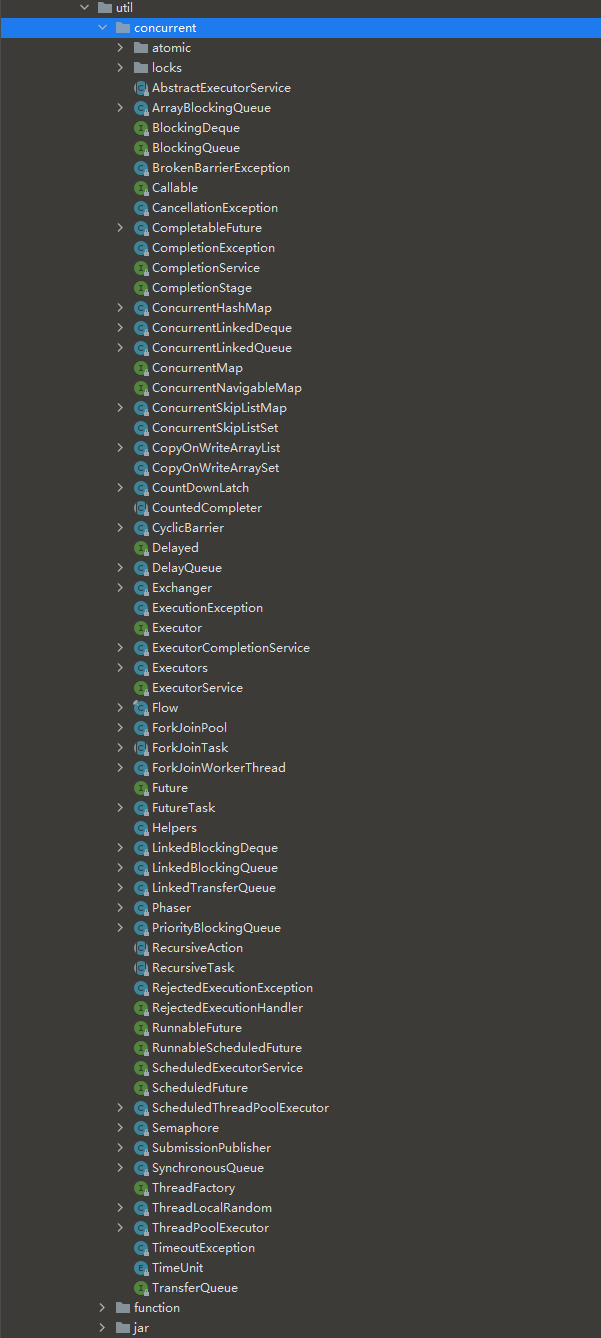 util
concurrent
atomic
locks
AbstractExecutorService
ArrayBlockingQueue
BlockingDeque
BlockingQueue
BrokenBarrierException
Callable
CancellationException
CompletableFuture
CompletionException
CompletionService
CompletionStage
ConcurrentHashMap
ConcurrentLinkedDeque
ConcurrentLinkedQueue
ConcurrentMap
ConcurrentNavigableMap
ConcurrentSkipListMap
ConcurrentSkipListSet
CopyOnWriteArrayList
CopyOnWriteArraySet
CountDownLatch
CountedCompleter
CyclicBarrier
Delayed
DelayQueue
Exchanger
ExecutionException
Executor
ExecutorCompletionService
Executors
ExecutorService
Flow
ForkJoinPool
ForkJoinTask
ForkJoinWorkerThread
Future
FutureTask
Helpers
LinkedBlockingDeque
LinkedBlockingQueue
LinkedTransferQueue
Phaser
PriorityBlockingQueue
RecursiveAction
RecursiveTask
RejectedExecutionException
RejectedExecutionHandler
RunnableFuture
RunnableScheduledFuture
ScheduledExecutorService
ScheduledFuture
ScheduledThreadPoolExecutor
Semaphore
SubmissionPublisher
SynchronousQueue
ThreadFactory
ThreadLocalRandom
ThreadPoolExecutor
TimeoutException
TimeUnit
TransferQueue
function
jar